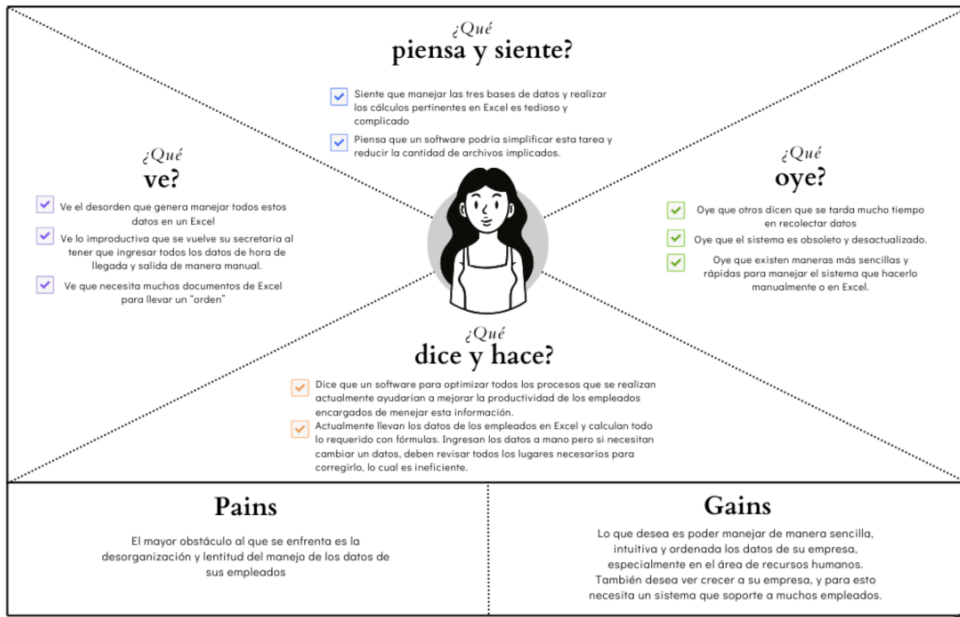 ¿Qué
piensa y siente?
Siente que manejar las tres bases de datos y realizar
los cálculos pertinentes en Excel es tedioso y
complicado
Piensa que un software podría simplificar esta tarea y
reducir la cantidad de archivos implicados.
¿Qué
ve?
Ve el desorden que genera manejar todos estos
datos en un Excel
Ve lo improductiva que se vuelve su secretaria al
tener que ingresar todos los datos de hora de
llegada y salida de manera manual.
Ve que necesita muchos documentos de Excel
para llevar un “orden”
¿Qué
oye?
Oye que otros dicen que se tarda mucho tiempo
en recolectar datos
Oye que el sistema es obsoleto y desactualizado.
Oye que existen maneras más sencillas y
rápidas para manejar el sistema que hacerlo
manualmente o en Excel.
¿Qué
dice y hace?
Dice que un software para optimizar todos los procesos que se realizan
actualmente ayudarían a mejorar la productividad de los empleados
encargados de menejar esta información.
Actualmente llevan los datos de los empleados en Excel y calculan todo
lo requerido con fórmulas. Ingresan los datos a mano pero si necesitan
cambiar un datos, deben revisar todos los lugares necesarios para
corregirlo, lo cual es ineficiente.
Pains
El mayor obstáculo al que se enfrenta es la
desorganización y lentitud del manejo de los datos de
sus empleados
Gains
Lo que desea es poder manejar de manera sencilla,
intuitiva y ordenada los datos de su empresa,
especialmente en el área de recursos humanos.
También desea ver crecer a su empresa, y para esto
necesita un sistema que soporte a muchos empleados.